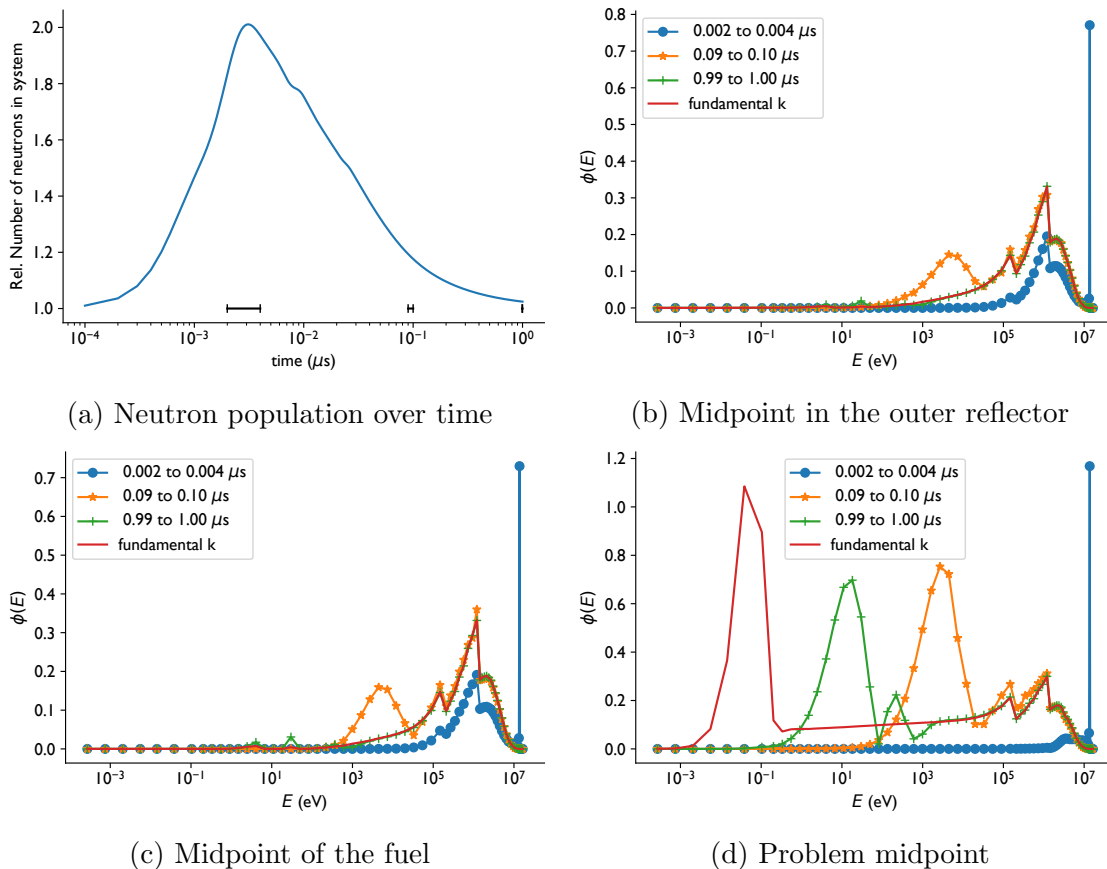 Rel. Number of neutrons in system
2.0
1.8
1.6
1.4
1.2
1.0
10⁻⁴
10⁻³
10⁻²
10⁻¹
10⁰
time (μs)
(a) Neutron population over time
0.8
0.7
0.6
0.5
0.4
0.3
0.2
0.1
0.0
ϕ(E)
0.002 to 0.004 μs
0.09 to 0.10 μs
0.99 to 1.00 μs
fundamental k
10⁻³
10⁻¹
10¹
10³
10⁵
10⁷
E (eV)
(b) Midpoint in the outer reflector
0.7
0.6
0.5
0.4
0.3
0.2
0.1
0.0
ϕ(E)
0.002 to 0.004 μs
0.09 to 0.10 μs
0.99 to 1.00 μs
fundamental k
10⁻³
10⁻¹
10¹
10³
10⁵
10⁷
E (eV)
(c) Midpoint of the fuel
1.2
1.0
0.8
0.6
0.4
0.2
0.0
ϕ(E)
0.002 to 0.004 μs
0.09 to 0.10 μs
0.99 to 1.00 μs
fundamental k
10⁻³
10⁻¹
10¹
10³
10⁵
10⁷
E (eV)
(d) Problem midpoint